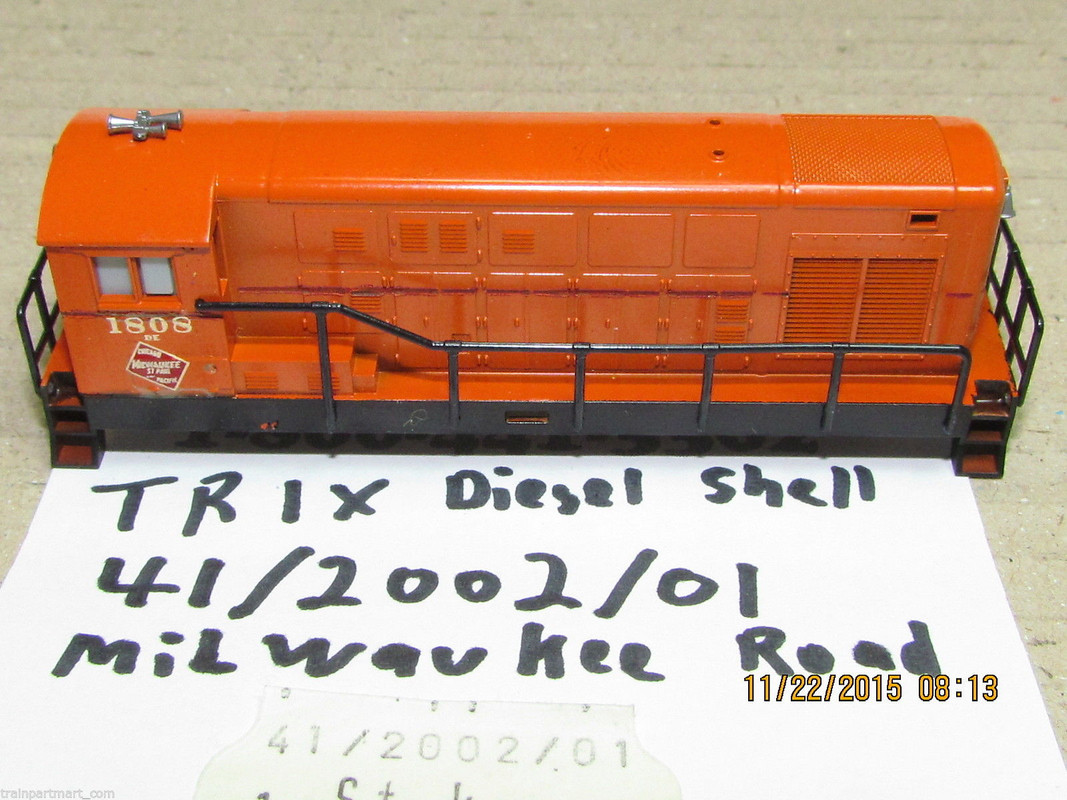 1808
DE
CHICAGO
MILWAUKEE
ST PAUL
PACIFIC
TRIX Diesel Shell
41/2002/01
MilwauKee Road
11/22/2015 08:13
41/2002/01
trainpartmart_com